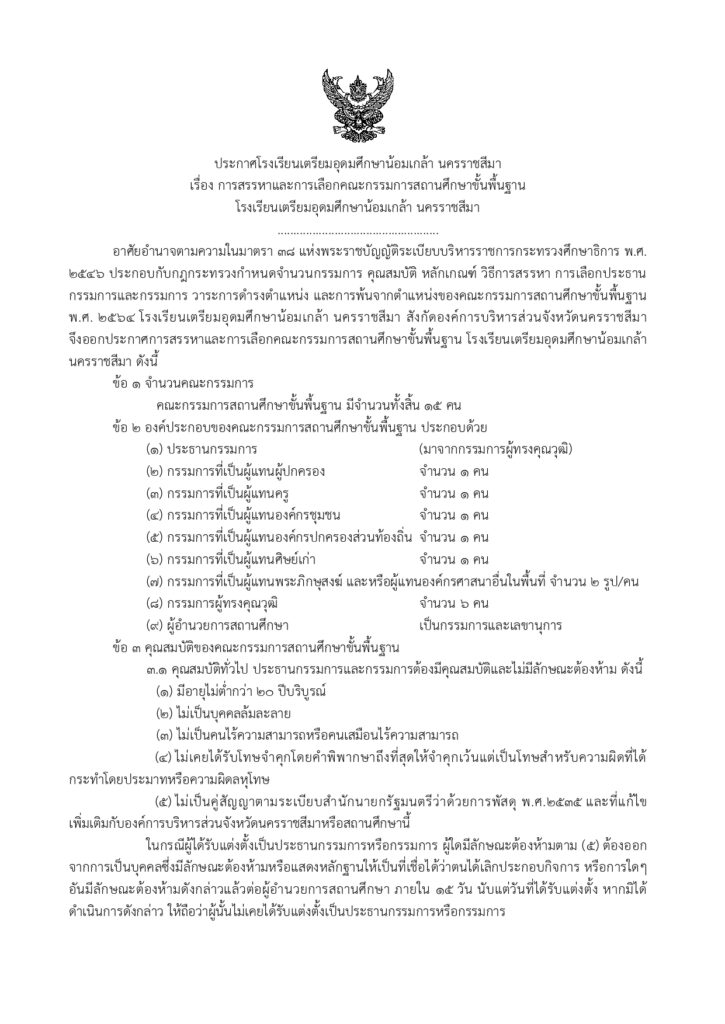 ประกาศโรงเรียนเตรียมอุดมศึกษาน้อมเกล้า นครราชสีมา
เรื่อง การสรรหาและการเลือกคณะกรรมการสถานศึกษาขั้นพื้นฐาน
โรงเรียนเตรียมอุดมศึกษาน้อมเกล้า นครราชสีมา
...................................................
อาศัยอำนาจตามความในมาตรา ๓๘ แห่งพระราชบัญญัติระเบียบบริหารราชการกระทรวงศึกษาธิการ พ.ศ.
๒๕๔๖ ประกอบกับกฎกระทรวงกำหนดจำนวนกรรมการ คุณสมบัติ หลักเกณฑ์ วิธีการสรรหา การเลือกประธาน
กรรมการและกรรมการ วาระการดำรงตำแหน่ง และการพ้นจากตำแหน่งของคณะกรรมการสถานศึกษาขั้นพื้นฐาน
พ.ศ. ๒๕๖๔ โรงเรียนเตรียมอุดมศึกษาน้อมเกล้า นครราชสีมา สังกัดองค์การบริหารส่วนจังหวัดนครราชสีมา
จึงออกประกาศการสรรหาและการเลือกคณะกรรมการสถานศึกษาขั้นพื้นฐาน โรงเรียนเตรียมอุดมศึกษาน้อมเกล้า
นครราชสีมา ดังนี้
ข้อ ๑ จำนวนคณะกรรมการ
คณะกรรมการสถานศึกษาขั้นพื้นฐาน มีจำนวนทั้งสิ้น ๑๕ คน
ข้อ ๒ องค์ประกอบของคณะกรรมการสถานศึกษาขั้นพื้นฐาน ประกอบด้วย
(๑) ประธานกรรมการ (มาจากกรรมการผู้ทรงคุณวุฒิ)
(๒) กรรมการที่เป็นผู้แทนผู้ปกครอง จำนวน ๑ คน
(๓) กรรมการที่เป็นผู้แทนครู จำนวน ๑ คน
(๔) กรรมการที่เป็นผู้แทนองค์กรชุมชน จำนวน ๑ คน
(๕) กรรมการที่เป็นผู้แทนองค์กรปกครองส่วนท้องถิ่น จำนวน ๑ คน
(๖) กรรมการที่เป็นผู้แทนศิษย์เก่า จำนวน ๑ คน
(๗) กรรมการที่เป็นผู้แทนพระภิกษุสงฆ์ และหรือผู้แทนองค์กรศาสนาอื่นในพื้นที่ จำนวน ๒ รูป/คน
(๘) กรรมการผู้ทรงคุณวุฒิ จำนวน ๖ คน
(๙) ผู้อำนวยการสถานศึกษา เป็นกรรมการและเลขานุการ
ข้อ ๓ คุณสมบัติของคณะกรรมการสถานศึกษาขั้นพื้นฐาน
๓.๑ คุณสมบัติทั่วไป ประธานกรรมการและกรรมการต้องมีคุณสมบัติและไม่มีลักษณะต้องห้าม ดังนี้
(๑) มีอายุไม่ต่ำกว่า ๒๐ ปีบริบูรณ์
(๒) ไม่เป็นบุคคลล้มละลาย
(๓) ไม่เป็นคนไร้ความสามารถหรือคนเสมือนไร้ความสามารถ
(๔) ไม่เคยได้รับโทษจำคุกโดยคำพิพากษาถึงที่สุดให้จำคุกเว้นแต่เป็นโทษสำหรับความผิดที่ได้
กระทำโดยประมาทหรือความผิดลหุโทษ
(๕) ไม่เป็นคู่สัญญาตามระเบียบสำนักนายกรัฐมนตรีว่าด้วยการพัสดุ พ.ศ.๒๕๓๕ และที่แก้ไข
เพิ่มเติมกับองค์การบริหารส่วนจังหวัดนครราชสีมาหรือสถานศึกษานี้
ในกรณีผู้ได้รับแต่งตั้งเป็นประธานกรรมการหรือกรรมการ ผู้ใดมีลักษณะต้องห้ามตาม (๕) ต้องออก
จากการเป็นบุคคลซึ่งมีลักษณะต้องห้ามหรือแสดงหลักฐานให้เป็นที่เชื่อได้ว่าตนได้เลิกประกอบกิจการ หรือการใดๆ
อันมีลักษณะต้องห้ามดังกล่าวแล้วต่อผู้อำนวยการสถานศึกษา ภายใน ๑๕ วัน นับแต่วันที่ได้รับแต่งตั้ง หากมิได้
ดำเนินการดังกล่าว ให้ถือว่าผู้นั้นไม่เคยได้รับแต่งตั้งเป็นประธานกรรมการหรือกรรมการ